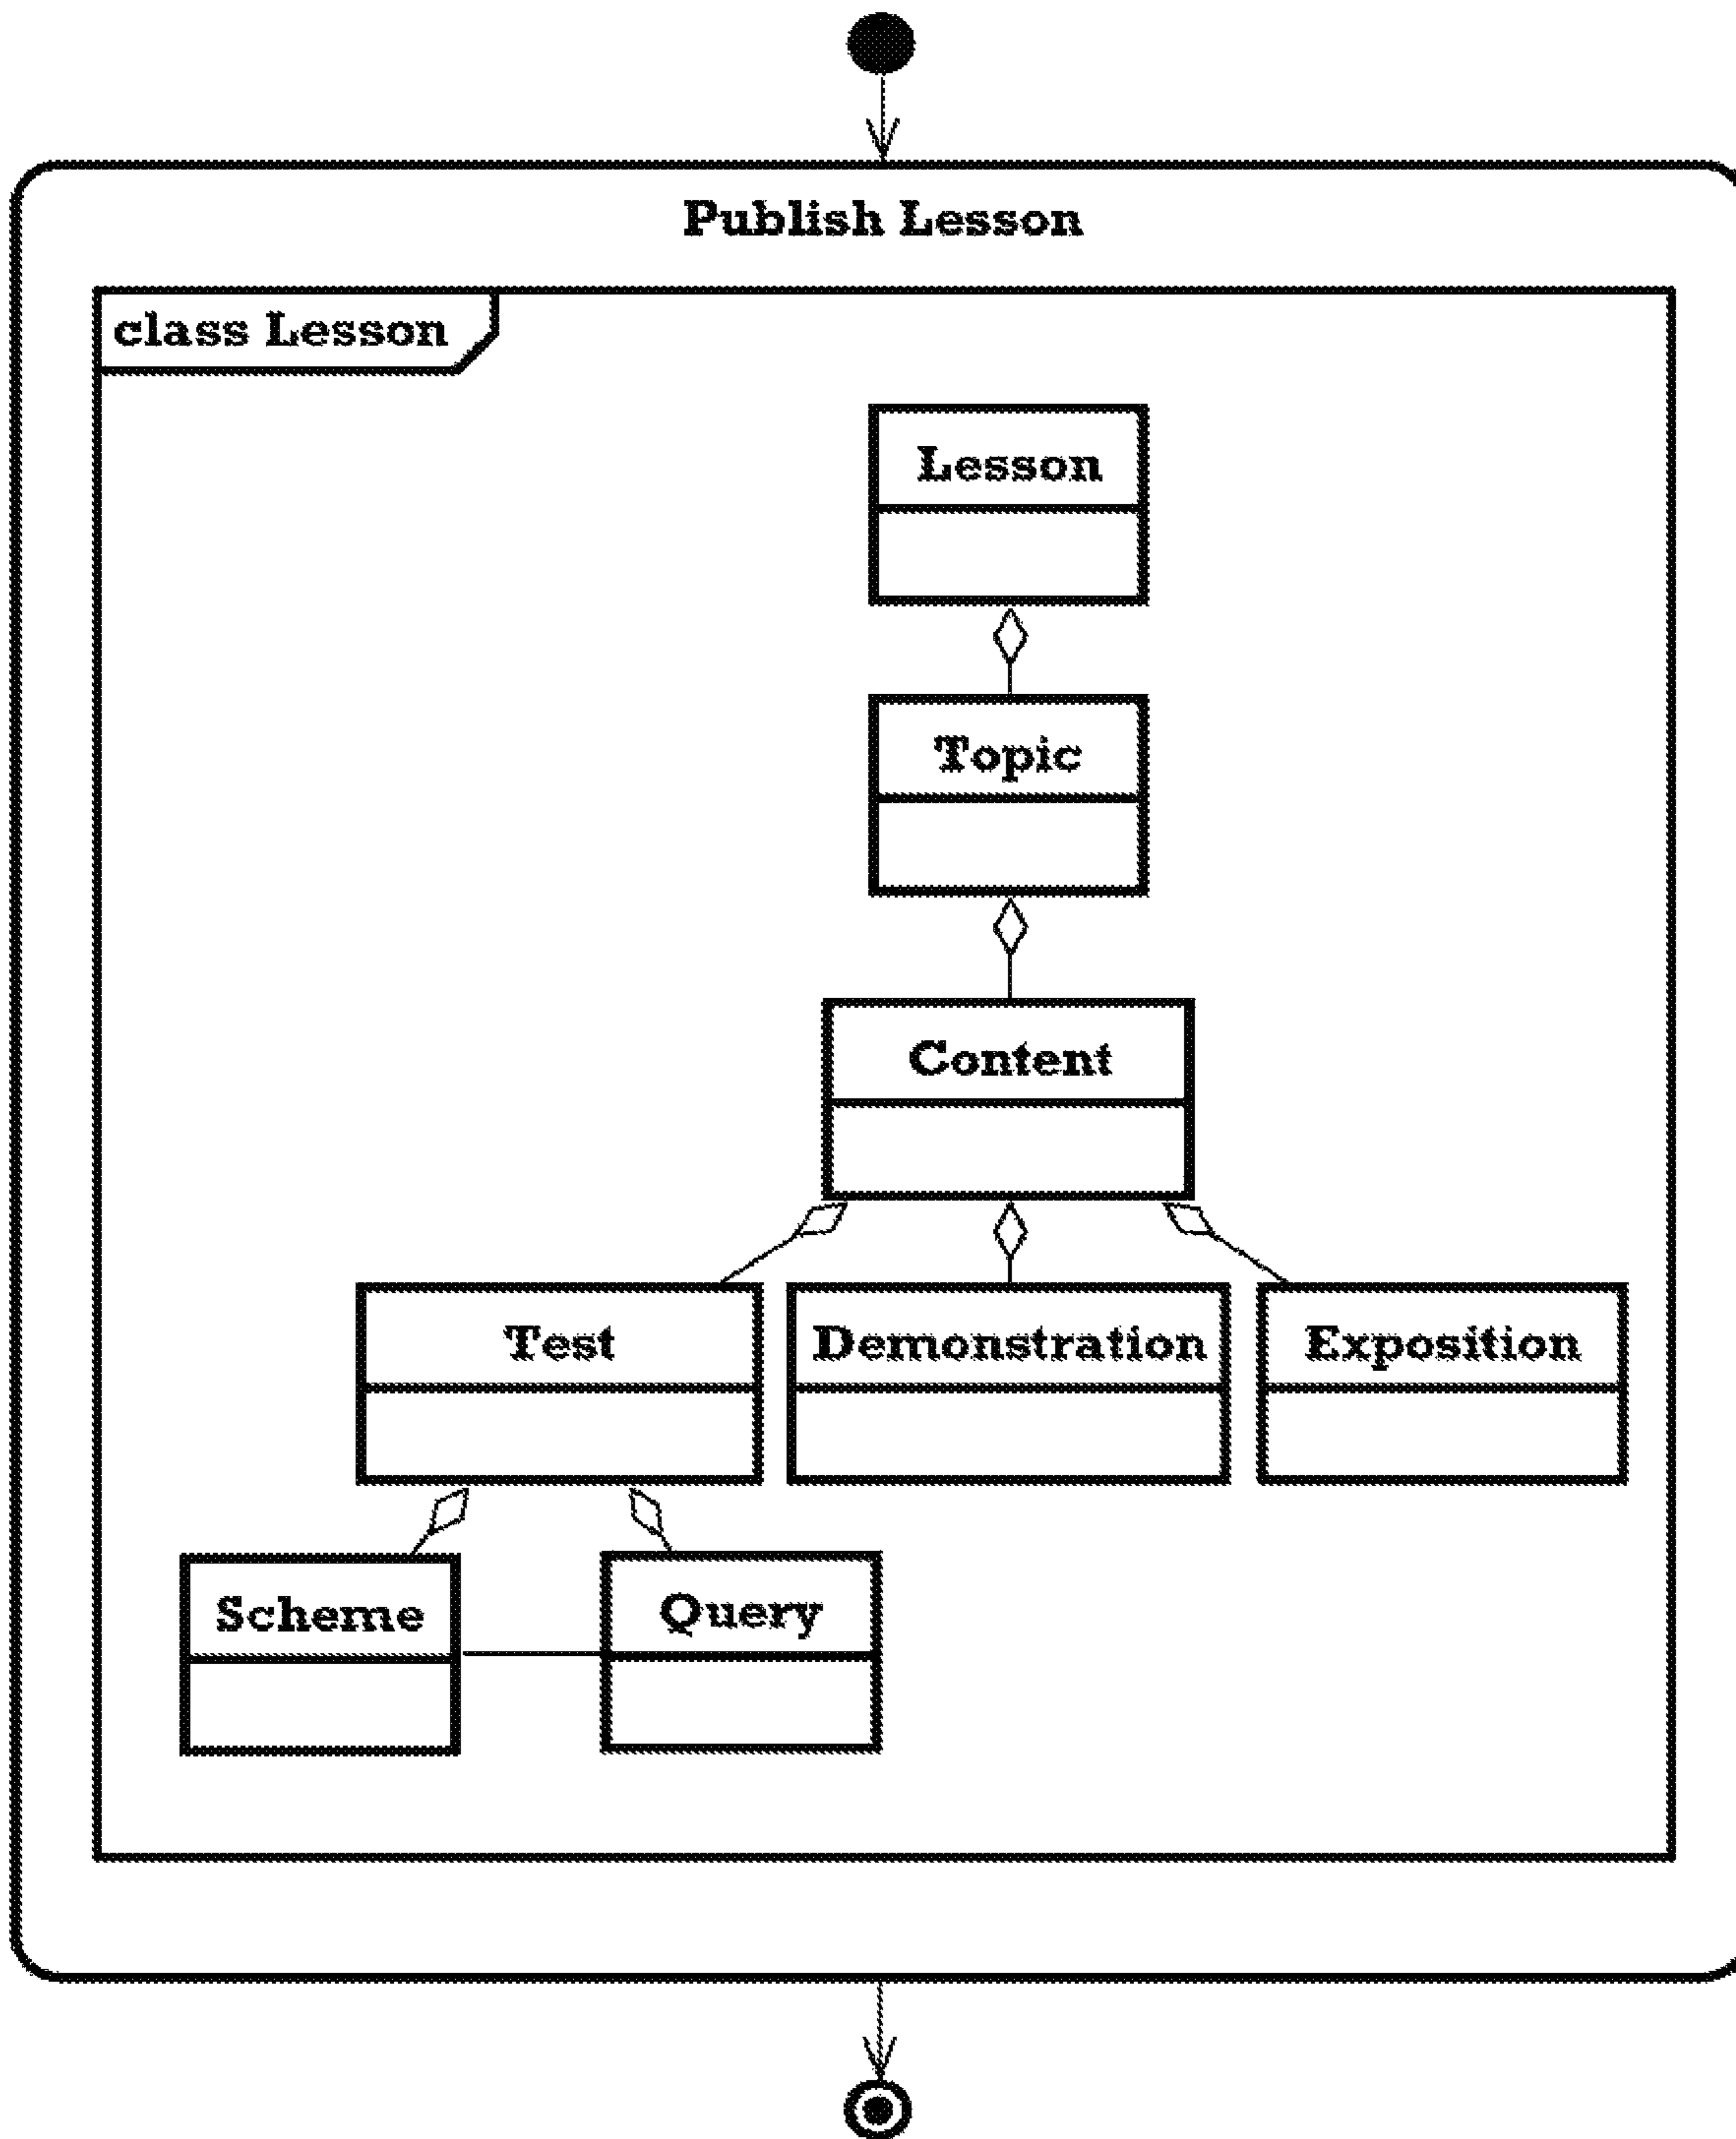 Publish Lesson
class Lesson
Lesson
Topic
Content
Test
Demonstration
Exposition
Scheme
Query